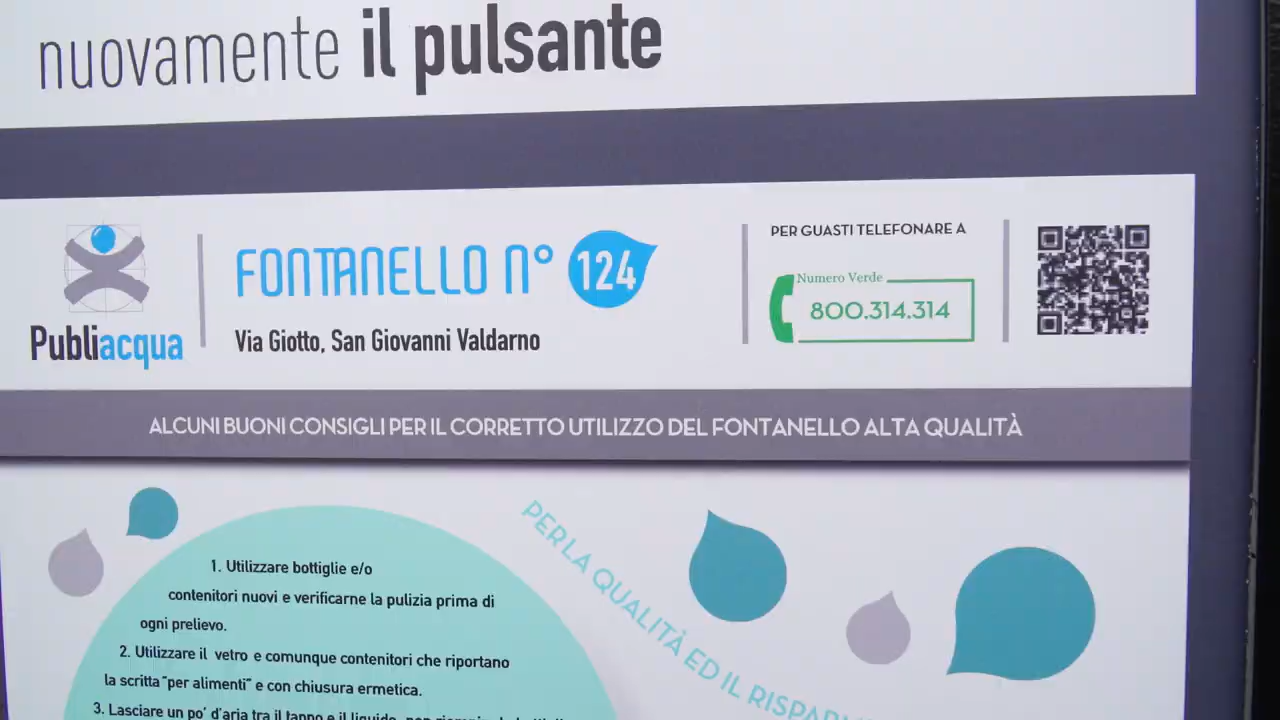 nuovamente il pulsante
Publiacqua
FONTANELLO N° 124
Via Giotto, San Giovanni Valdarno
PER GUASTI TELEFONARE A
Numero Verde
800.314.314
ALCUNI BUONI CONSIGLI PER IL CORRETTO UTILIZZO DEL FONTANELLO ALTA QUALITÀ
PER LA QUALITÀ ED IL
1. Utilizzare bottiglie e/o
contenitori nuovi e verificarne la pulizia prima di
ogni prelievo.
2. Utilizzare il vetro e comunque contenitori che riportano
la scritta "per alimenti" e con chiusura ermetica.
3. Lasciare un po' d'aria tra il tappo e il liquido, non